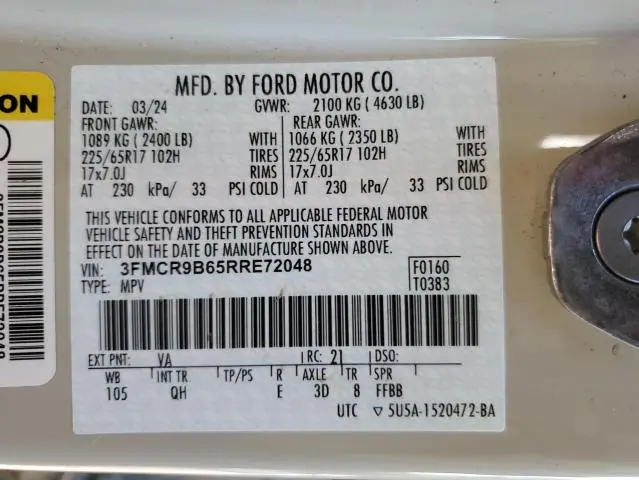 ON
MFD. BY FORD MOTOR CO.
DATE: 03/24 GVWR: 2100 KG (4630 LB)
FRONT GAWR: REAR GAWR:
1089 KG (2400 LB) WITH 1066 KG (2350 LB) WITH
225/65R17 102H TIRES 225/65R17 102H TIRES
17x7.0J RIMS 17x7.0J RIMS
AT 230 kPa/ 33 PSI COLD AT 230 kPa/ 33 PSI COLD
THIS VEHICLE CONFORMS TO ALL APPLICABLE FEDERAL MOTOR
VEHICLE SAFETY AND THEFT PREVENTION STANDARDS IN
EFFECT ON THE DATE OF MANUFACTURE SHOWN ABOVE.
VIN: 3FMCR9B65RRE72048 F0160
TYPE: MPV T0383
EXT PNT: VA RC: 21 DSO:
WB INT TR TP/PS R AXLE TR SPR
105 QH E 3D 8 FFBB
UTC ▽ 5U5A-1520472-BA